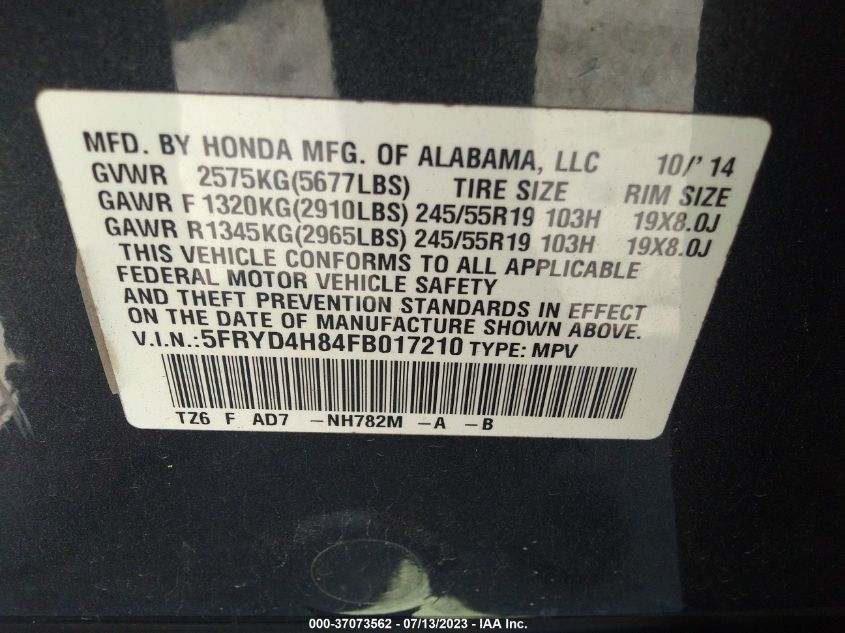 MFD. BY HONDA MFG. OF ALABAMA, LLC 10/' 14
GVWR 2575KG(5677LBS) TIRE SIZE RIM SIZE
GAWR F 1320KG(2910LBS) 245/55R19 103H 19X8.0J
GAWR R1345KG(2965LBS) 245/55R19 103H 19X8.0J
THIS VEHICLE CONFORMS TO ALL APPLICABLE
FEDERAL MOTOR VEHICLE SAFETY
AND THEFT PREVENTION STANDARDS IN EFFECT
ON THE DATE OF MANUFACTURE SHOWN ABOVE.
V.I.N.:5FRYD4H84FB017210 TYPE: MPV
TZ6 F AD7 -NH782M -A -B
000-37073562 / 07/13/2023 - IAA Inc.